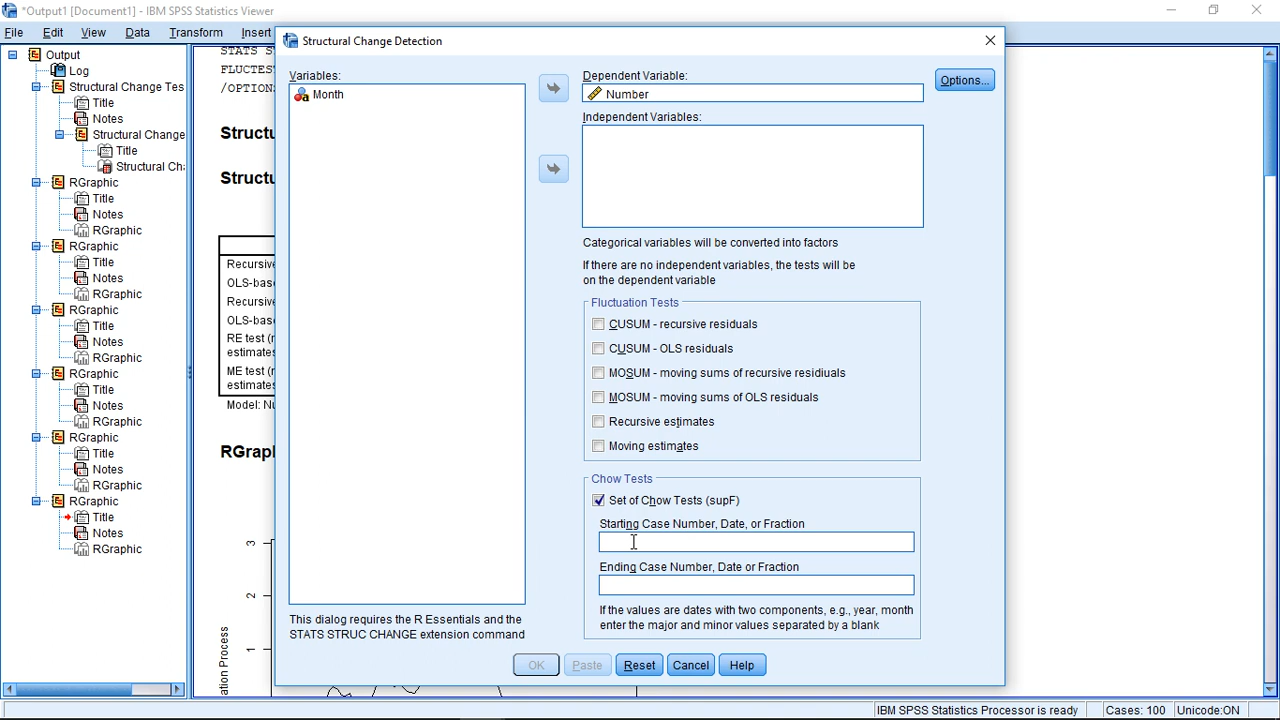 *Output1 [Document1] - IBM SPSS Statistics Viewer
File Edit View Data Transform Insert
Output
Log
Structural Change Tes
Title
Notes
Structural Change
Title
Structural Ch
RGraphic
Title
Notes
RGraphic
RGraphic
Title
Notes
RGraphic
RGraphic
Title
Notes
RGraphic
RGraphic
Title
Notes
RGraphic
RGraphic
Title
Notes
RGraphic
RGraphic
Title
Notes
RGraphic
STATS S
FLUCTEST
/OPTION
Structu
Structu
Recursive
OLS-base
Recursive
OLS-base
RE test (r
estimates
ME test (r
estimates
Model: Nu
RGrap
3
2
1
ation Process
Structural Change Detection
Variables:
Month
This dialog requires the R Essentials and the
STATS STRUC CHANGE extension command
Dependent Variable:
Number
Options...
Independent Variables:
Categorical variables will be converted into factors
If there are no independent variables, the tests will be
on the dependent variable
Fluctuation Tests
CUSUM - recursive residuals
CUSUM - OLS residuals
MOSUM - moving sums of recursive residiuals
MOSUM - moving sums of OLS residuals
Recursive estimates
Moving estimates
Chow Tests
Set of Chow Tests (supF)
Starting Case Number, Date, or Fraction
Ending Case Number, Date or Fraction
If the values are dates with two components, e.g., year, month
enter the major and minor values separated by a blank
OK Paste Reset Cancel Help
IBM SPSS Statistics Processor is ready Cases: 100 Unicode:ON